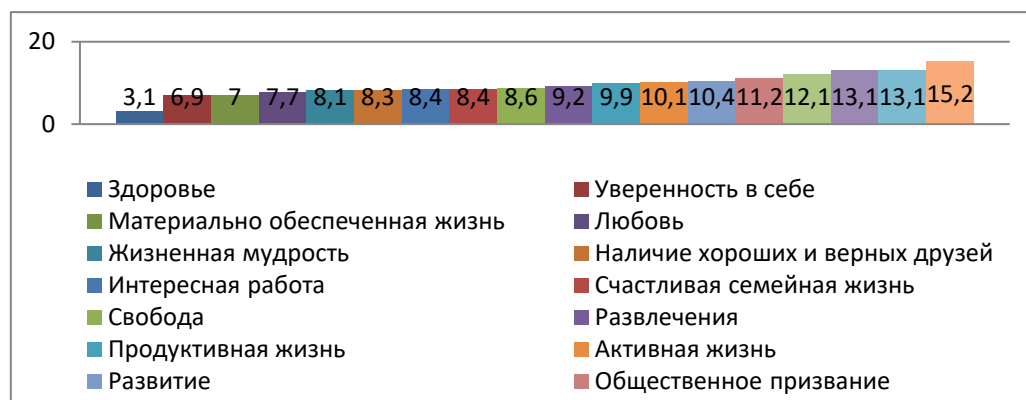 20
3,1 6,9 7 7,7 8,1 8,3 8,4 8,4 8,6 9,2 9,9 10,1 10,4 11,2 12,1 13,1 13,1 15,2
0
Здоровье Уверенность в себе
Материально обеспеченная жизнь Любовь
Жизненная мудрость Наличие хороших и верных друзей
Интересная работа Счастливая семейная жизнь
Свобода Развлечения
Продуктивная жизнь Активная жизнь
Развитие Общественное призвание